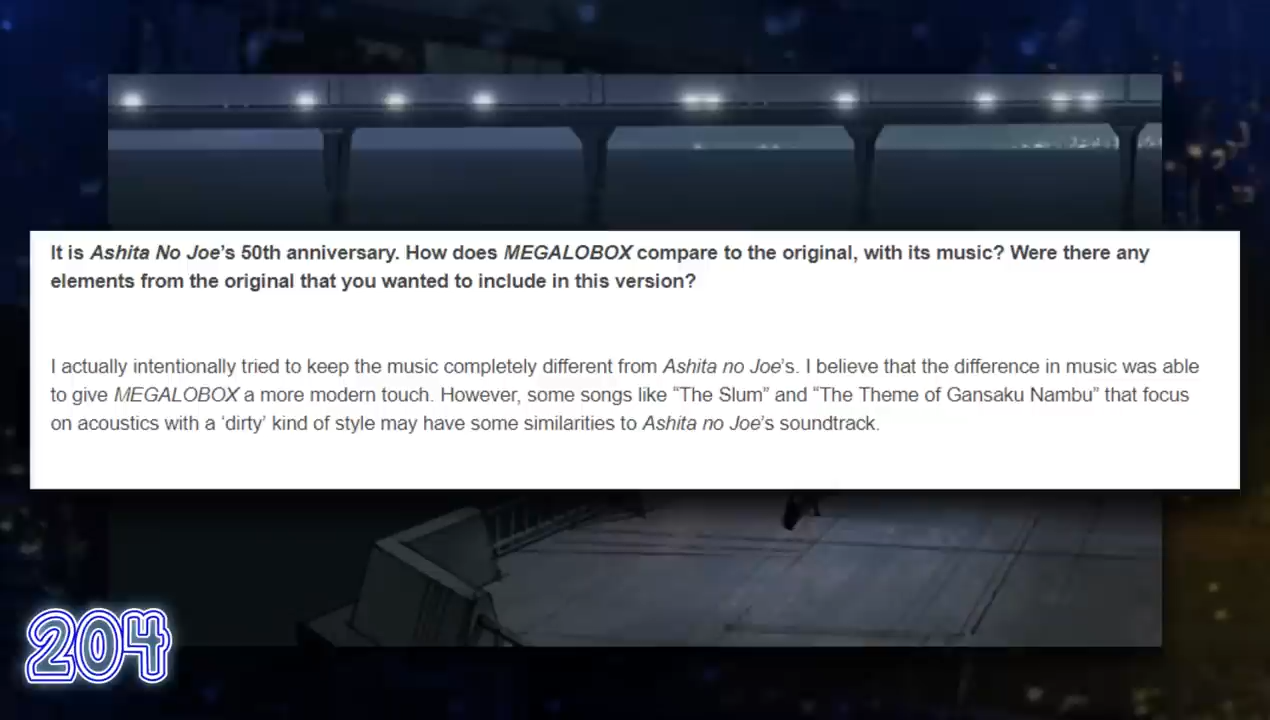 It is Ashita No Joe's 50th anniversary. How does MEGALOBOX compare to the original, with its music? Were there any
elements from the original that you wanted to include in this version?
I actually intentionally tried to keep the music completely different from Ashita no Joe's. I believe that the difference in music was able
to give MEGALOBOX a more modern touch. However, some songs like “The Slum” and “The Theme of Gansaku Nambu” that focus
on acoustics with a ‘dirty’ kind of style may have some similarities to Ashita no Joe’s soundtrack.
204